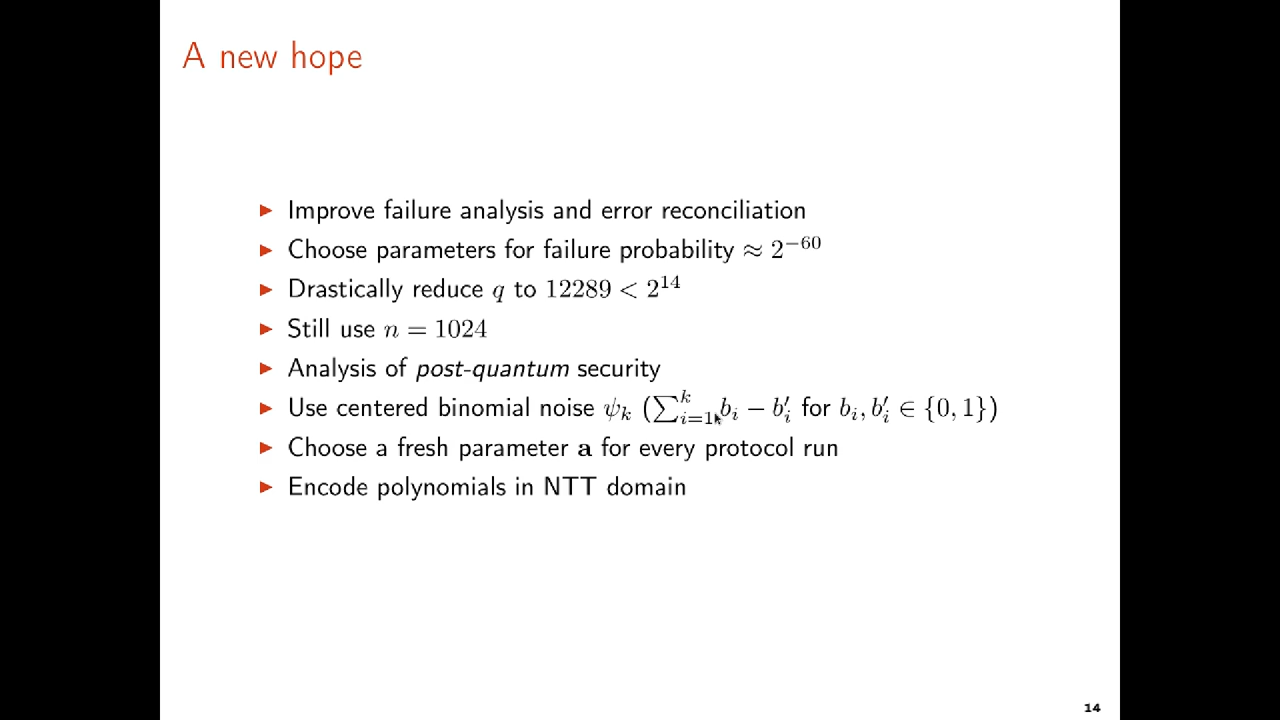 A new hope
▶ Improve failure analysis and error reconciliation
▶ Choose parameters for failure probability ≈ 2^{−60}
▶ Drastically reduce q to 12289 < 2^{14}
▶ Still use n = 1024
▶ Analysis of post-quantum security
▶ Use centered binomial noise ψ_k (∑_{i=1}^{k} b_i − b′_i for b_i, b′_i ∈ {0, 1})
▶ Choose a fresh parameter a for every protocol run
▶ Encode polynomials in NTT domain
14